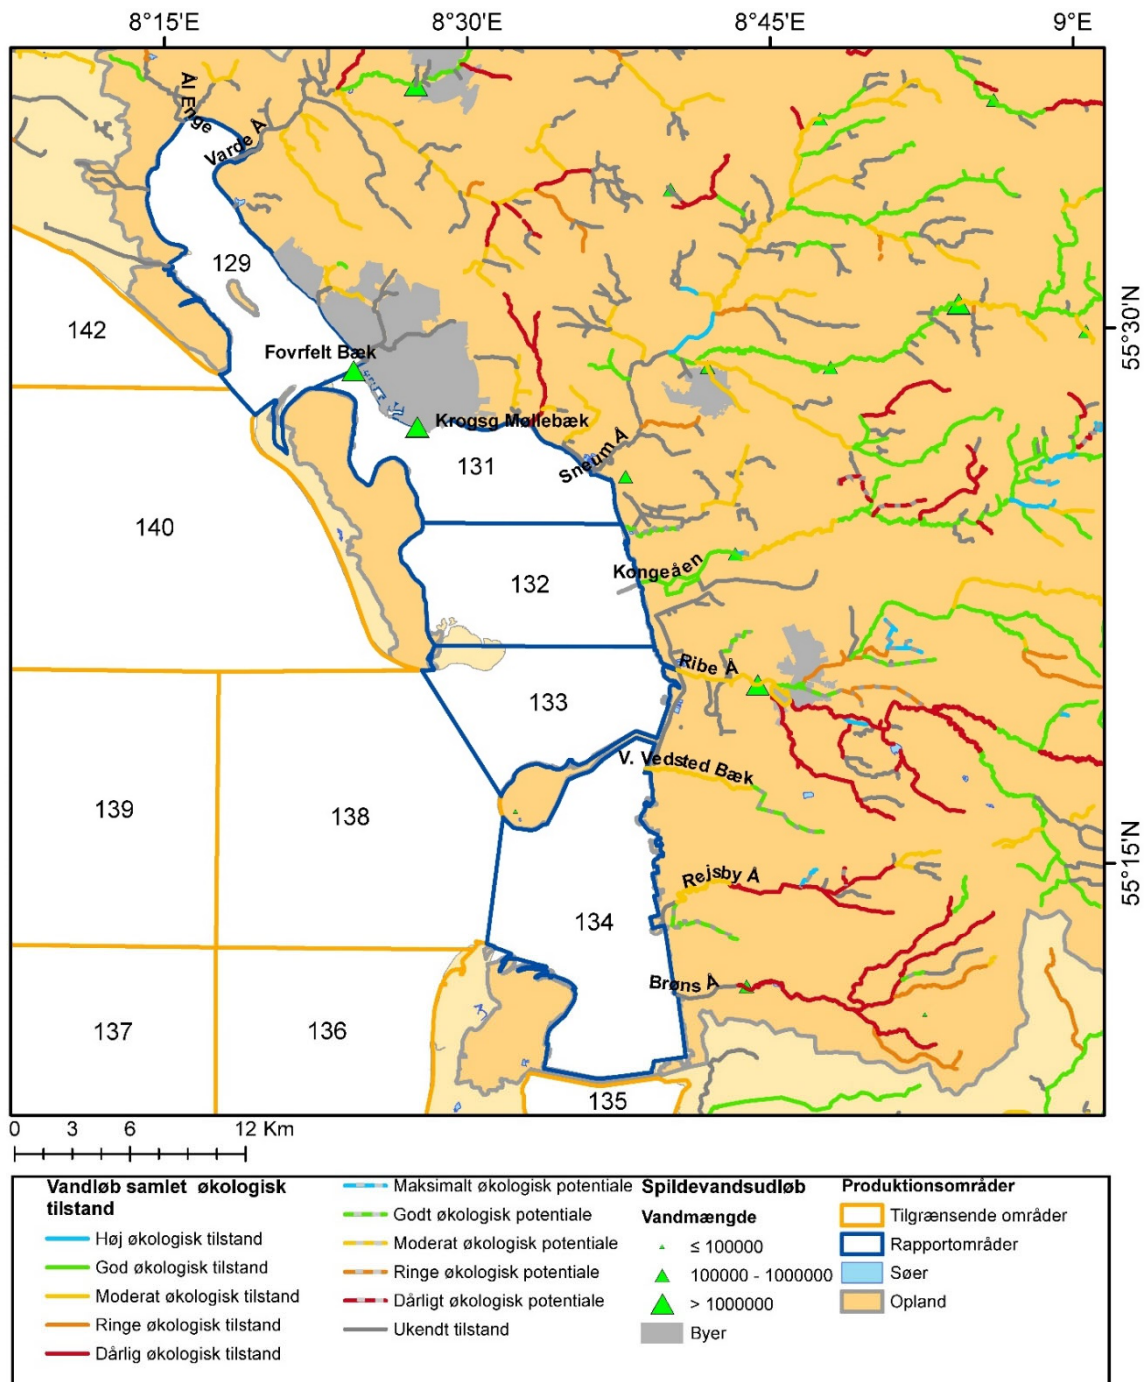 8°15'E
8°30'E
8°45'E
9°E
Ål Enge
Varde Å
129
142
Fovrfelt Bæk
55°30'N
Krogsg Møllebæk
131
Sneum Å
140
132
Kongeåen
Ribe Å
133
V. Vedsted Bæk
139
138
55°15'N
Rejsby Å
134
Brøns Å
137
136
135
0 3 6 12 Km
Vandløb samlet økologisk
tilstand
Høj økologisk tilstand
God økologisk tilstand
Moderat økologisk tilstand
Ringe økologisk tilstand
Dårlig økologisk tilstand
Maksimalt økologisk potentiale
Godt økologisk potentiale
Moderat økologisk potentiale
Ringe økologisk potentiale
Dårligt økologisk potentiale
Ukendt tilstand
Spildevandsudløb
Vandmængde
≤ 100000
100000 - 1000000
> 1000000
Byer
Produktionsområder
Tilgrænsende områder
Rapportområder
Søer
Opland